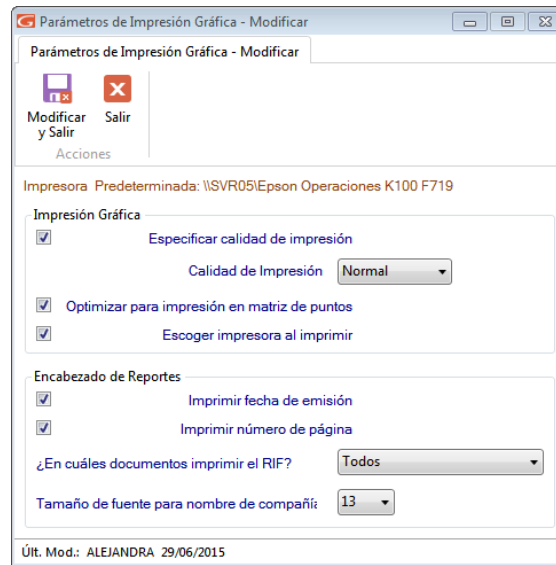 Parámetros de Impresión Gráfica - Modificar
Parámetros de Impresión Gráfica - Modificar
Modificar y Salir
Salir
Acciones
Impresora Predeterminada: \\SVR05\Epson Operaciones K100 F719
Impresión Gráfica
Especificar calidad de impresión
Calidad de Impresión Normal
Optimizar para impresión en matriz de puntos
Escoger impresora al imprimir
Encabezado de Reportes
Imprimir fecha de emisión
Imprimir número de página
¿En cuáles documentos imprimir el RIF? Todos
Tamaño de fuente para nombre de compañía 13
Últ. Mod.: ALEJANDRA 29/06/2015